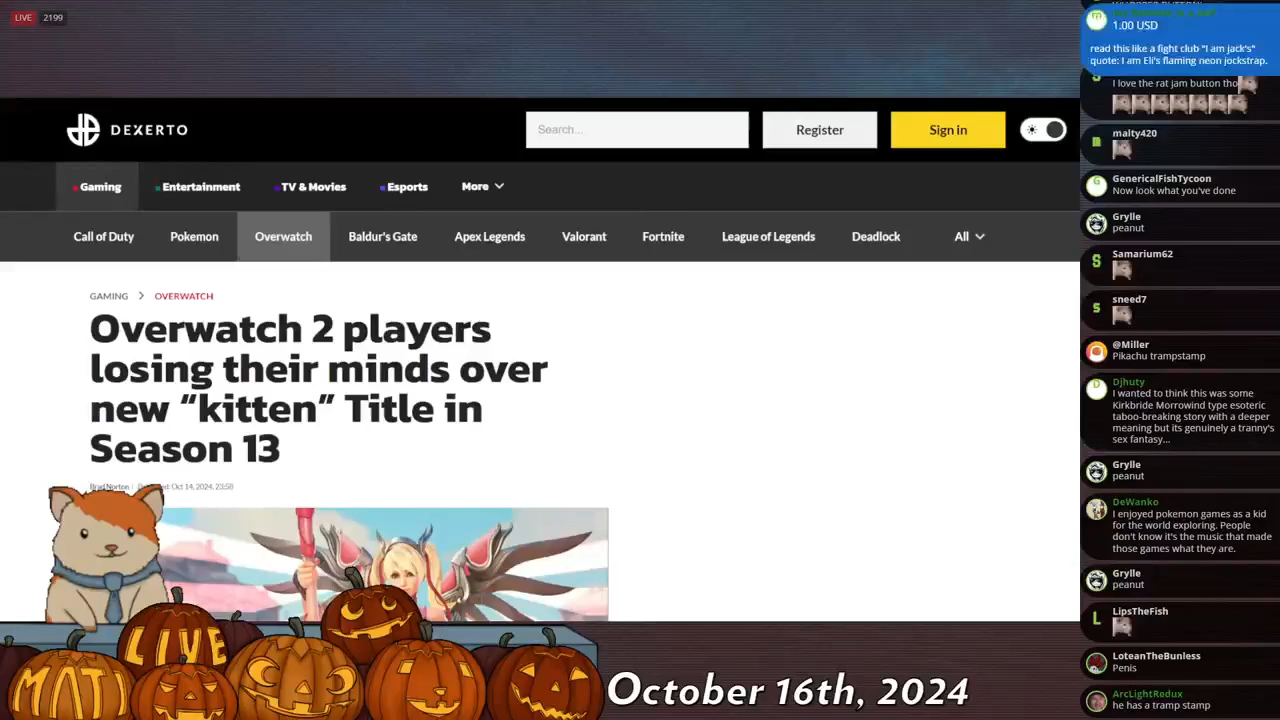 LIVE 2199
DEXERTO
Search...
Register
Sign in
Gaming
Entertainment
TV & Movies
Esports
More
Call of Duty
Pokemon
Overwatch
Baldur's Gate
Apex Legends
Valorant
Fortnite
League of Legends
Deadlock
All
GAMING > OVERWATCH
Overwatch 2 players
losing their minds over
new “kitten” Title in
Season 13
Brad Norton | Oct 14, 2024, 23:58
LIVE
MATI
October 16th, 2024
1.00 USD
read this like a fight club "I am jack's"
quote: I am Eli's flaming neon jockstrap.
I love the rat jam button tho
malty420
GenericalFishTycoon
Now look what you've done
Grylle
peanut
Samarium62
sneed7
@Miller
Pikachu trampstamp
Djhuty
I wanted to think this was some
Kirkbride Morrowind type esoteric
taboo-breaking story with a deeper
meaning but its genuinely a tranny's
sex fantasy...
Grylle
peanut
DeWanko
I enjoyed pokemon games as a kid
for the world exploring. People
don't know it's the music that made
those games what they are.
Grylle
peanut
LipsTheFish
LoteanTheBunless
Penis
ArcLightRedux
he has a tramp stamp